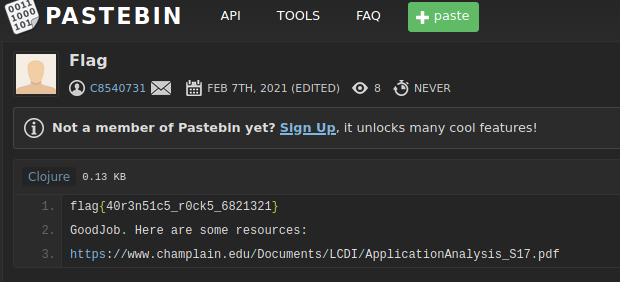 0011
1000
101
PASTEBIN
API TOOLS FAQ + paste
Flag
C8540731 FEB 7TH, 2021 (EDITED) 8 NEVER
Not a member of Pastebin yet? Sign Up, it unlocks many cool features!
Clojure 0.13 KB
1. flag{40r3n51c5_r0ck5_6821321}
2. GoodJob. Here are some resources:
3. https://www.champlain.edu/Documents/LCDI/ApplicationAnalysis_S17.pdf